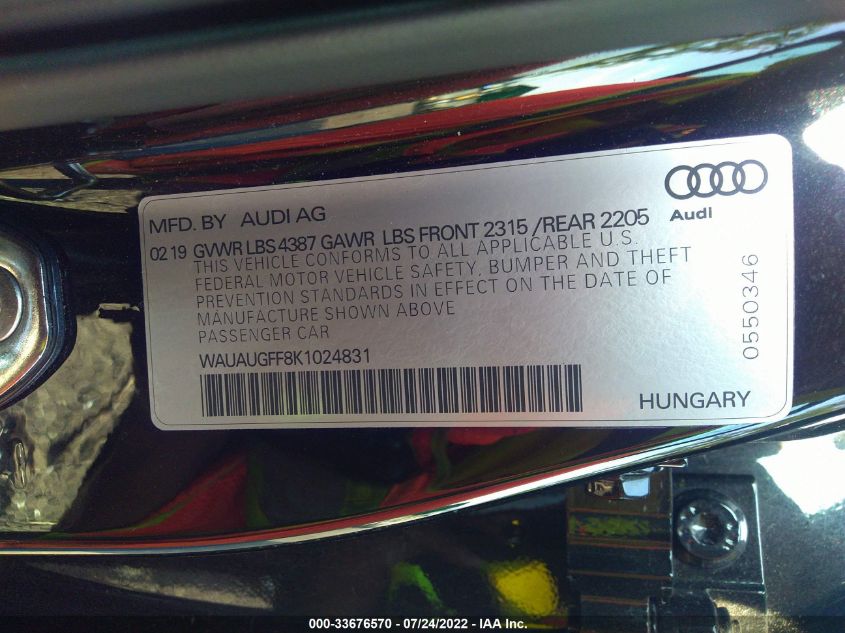 MFD. BY AUDI AG
Audi
02 19 GVWR LBS 4387 GAWR LBS FRONT 2315 /REAR 2205
THIS VEHICLE CONFORMS TO ALL APPLICABLE U.S.
FEDERAL MOTOR VEHICLE SAFETY, BUMPER AND THEFT
PREVENTION STANDARDS IN EFFECT ON THE DATE OF
MANUFACTURE SHOWN ABOVE
PASSENGER CAR
WAUAUGFF8K1024831
HUNGARY
0550346
000-33676570 - 07/24/2022 - IAA Inc.